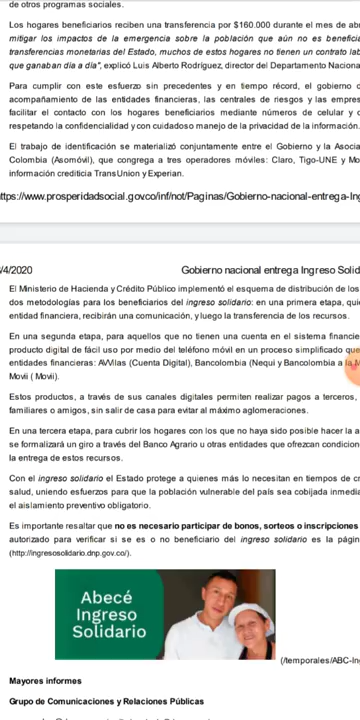 de otros programas sociales.
Los hogares beneficiarios reciben una transferencia por $160.000 durante el mes de ab
mitigar los impactos de la emergencia sobre la población que aún no es benefici
transferencias monetarias del Estado, muchos de estos hogares no tienen un contrato lab
que ganaban día a día", explicó Luis Alberto Rodríguez, director del Departamento Naciona
Para cumplir con este esfuerzo sin precedentes y en tiempo récord, el gobierno c
acompañamiento de las entidades financieras, las centrales de riesgos y las empres
facilitar el contacto con los hogares beneficiarios mediante números de celular y c
respetando la confidencialidad y con cuidadoso manejo de la privacidad de la información.
El trabajo de identificación se materializó conjuntamente entre el Gobierno y la Asocia
Colombia (Asomóvil), que congrega a tres operadores móviles: Claro, Tigo-UNE y Mo
información crediticia TransUnion y Experian.
ttps://www.prosperidadsocial.gov.co/inf/not/Paginas/Gobierno-nacional-entrega-Ing
/4/2020 Gobierno nacional entrega Ingreso Solid
El Ministerio de Hacienda y Crédito Público implementó el esquema de distribución de los
dos metodologías para los beneficiarios del ingreso solidario: en una primera etapa, qui
entidad financiera, recibirán una comunicación, y luego la transferencia de los recursos.
En una segunda etapa, para aquellos que no tienen una cuenta en el sistema financie
producto digital de fácil uso por medio del teléfono móvil en un proceso simplificado que
entidades financieras: AVVilas (Cuenta Digital), Bancolombia (Nequi y Bancolombia a la M
Movii ( Movii).
Estos productos, a través de sus canales digitales permiten realizar pagos a terceros,
familiares o amigos, sin salir de casa para evitar al máximo aglomeraciones.
En una tercera etapa, para cubrir los hogares con los que no haya sido posible hacer la a
se formalizará un giro a través del Banco Agrario u otras entidades que ofrezcan condicion
la entrega de estos recursos.
Con el ingreso solidario el Estado protege a quienes más lo necesitan en tiempos de cr
salud, uniendo esfuerzos para que la población vulnerable del país sea cobijada inmedia
el aislamiento preventivo obligatorio.
Es importante resaltar que no es necesario participar de bonos, sorteos o inscripciones
autorizado para verificar si se es o no beneficiario del ingreso solidario es la págin
(http://ingresosolidario.dnp.gov.co/).
Abecé
Ingreso
Solidario
(/temporales/ABC-In
Mayores informes
Grupo de Comunicaciones y Relaciones Públicas